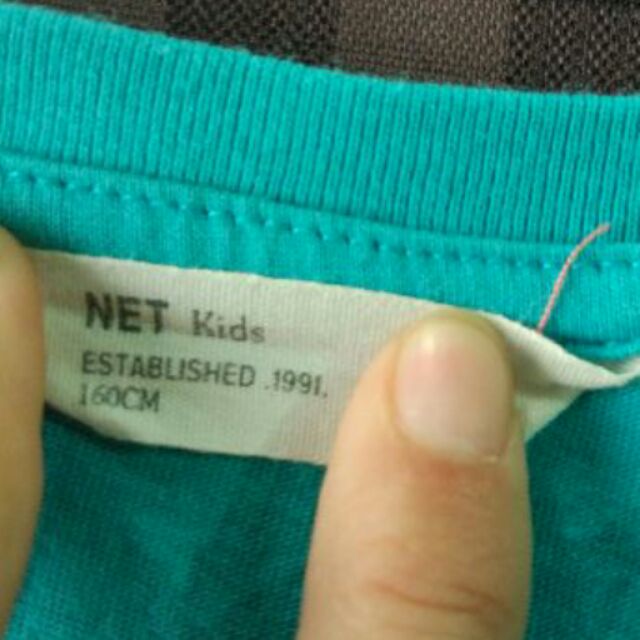 NET Kids
ESTABLISHED .1991.
160CM